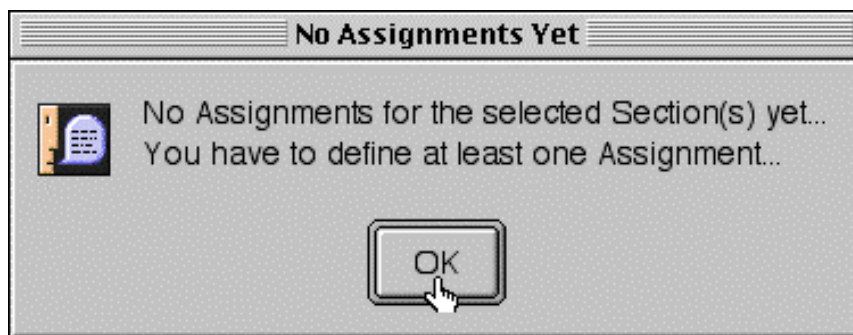 No Assignments Yet
No Assignments for the selected Section(s) yet...
You have to define at least one Assignment...
OK